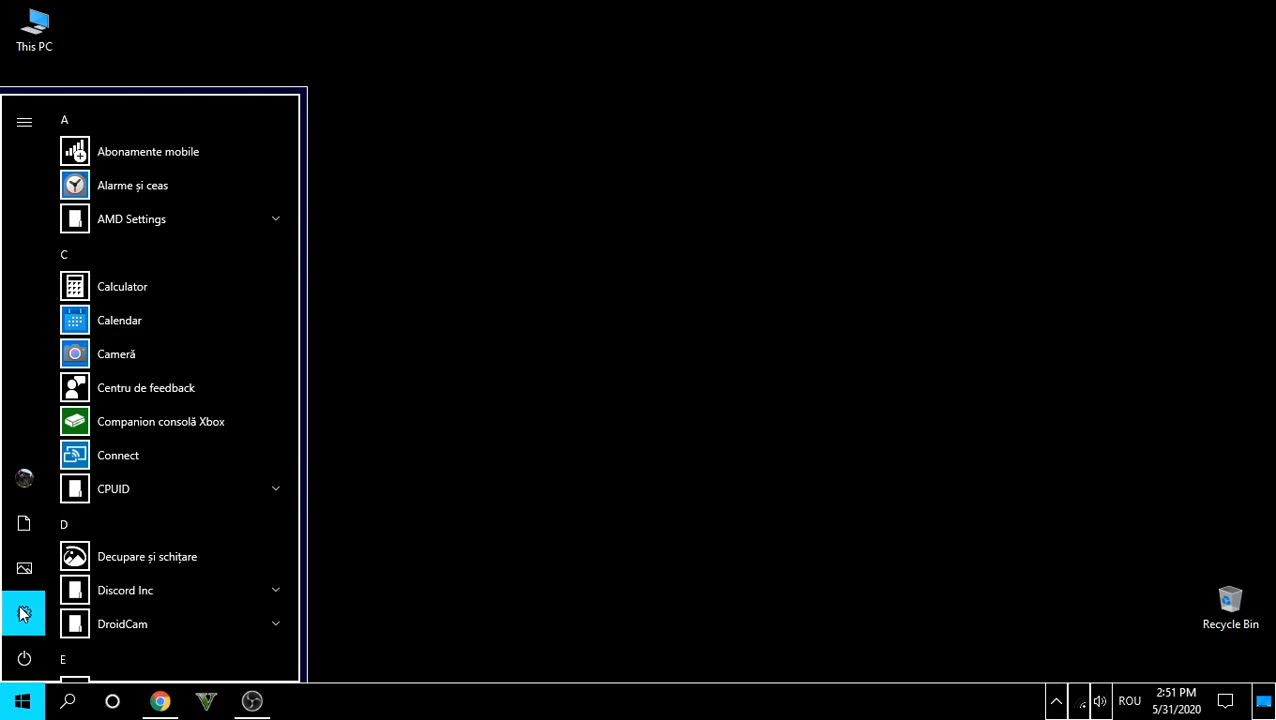 This PC
A
Abonamente mobile
Alarme și ceas
AMD Settings
C
Calculator
Calendar
Cameră
Centru de feedback
Companion consolă Xbox
Connect
CPUID
D
Decupare și schițare
Discord Inc
DroidCam
E
Recycle Bin
ROU
2:51 PM
5/31/2020